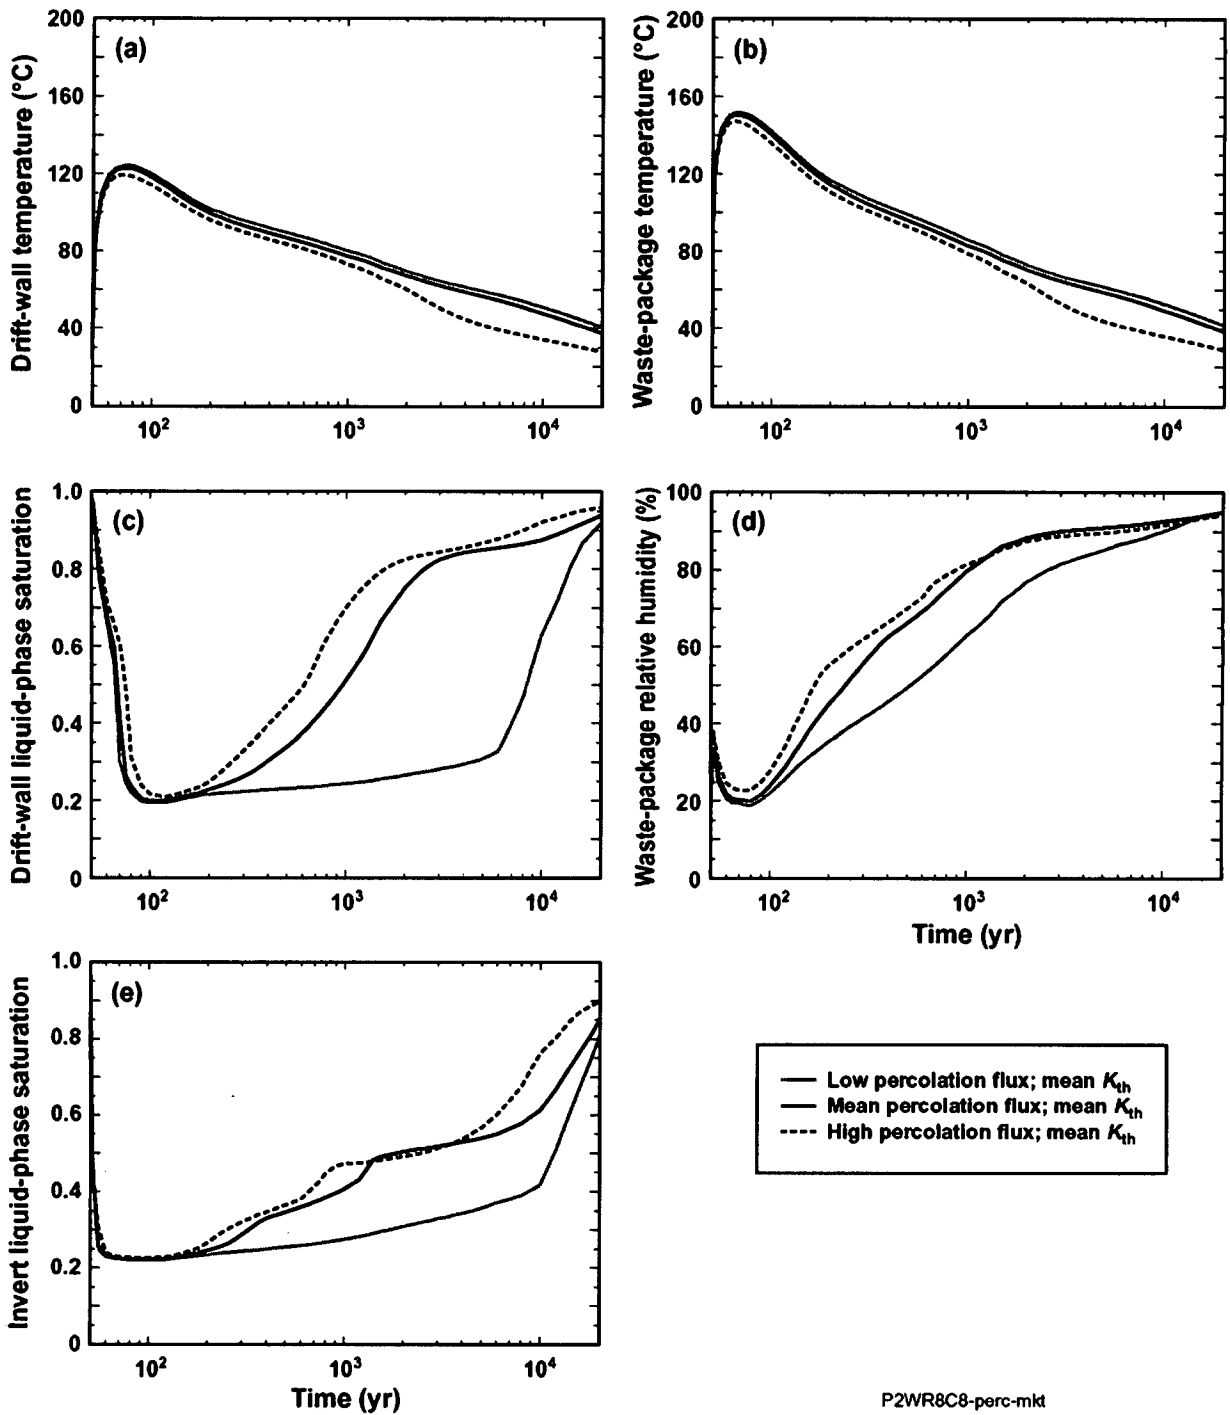 200
160
120
80
40
0
Drift-wall temperature (°C)
(a)
10²
10³
10⁴
200
160
120
80
40
0
Waste-package temperature (°C)
(b)
10²
10³
10⁴
1.0
0.8
0.6
0.4
0.2
0
Drift-wall liquid-phase saturation
(c)
10²
10³
10⁴
100
80
60
40
20
0
Waste-package relative humidity (%)
(d)
10²
10³
10⁴
Time (yr)
1.0
0.8
0.6
0.4
0.2
0
Invert liquid-phase saturation
(e)
10²
10³
10⁴
Time (yr)
Low percolation flux; mean Kth
Mean percolation flux; mean Kth
High percolation flux; mean Kth
P2WR8C8-perc-mkt